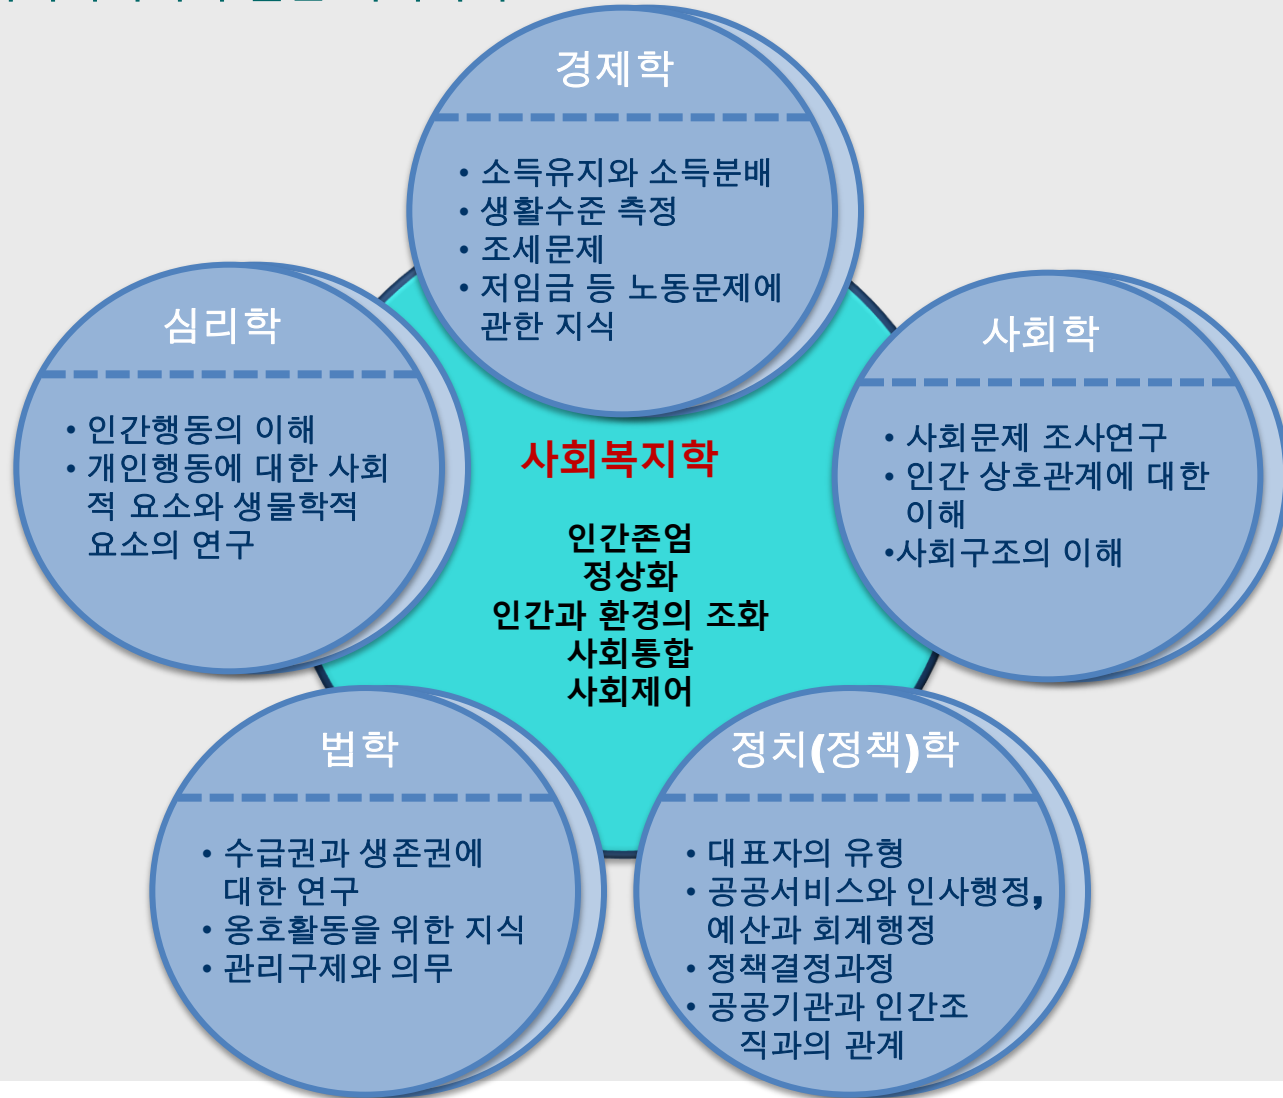 경제학
• 소득유지와 소득분배
• 생활수준 측정
• 조세문제
• 저임금 등 노동문제에
관한 지식
심리학
• 인간행동의 이해
• 개인행동에 대한 사회
적 요소와 생물학적
요소의 연구
사회학
• 사회문제 조사연구
• 인간 상호관계에 대한
이해
•사회구조의 이해
사회복지학
인간존엄
정상화
인간과 환경의 조화
사회통합
사회제어
법학
• 수급권과 생존권에
대한 연구
• 옹호활동을 위한 지식
• 관리구제와 의무
정치(정책)학
• 대표자의 유형
• 공공서비스와 인사행정,
예산과 회계행정
• 정책결정과정
• 공공기관과 인간조
직과의 관계